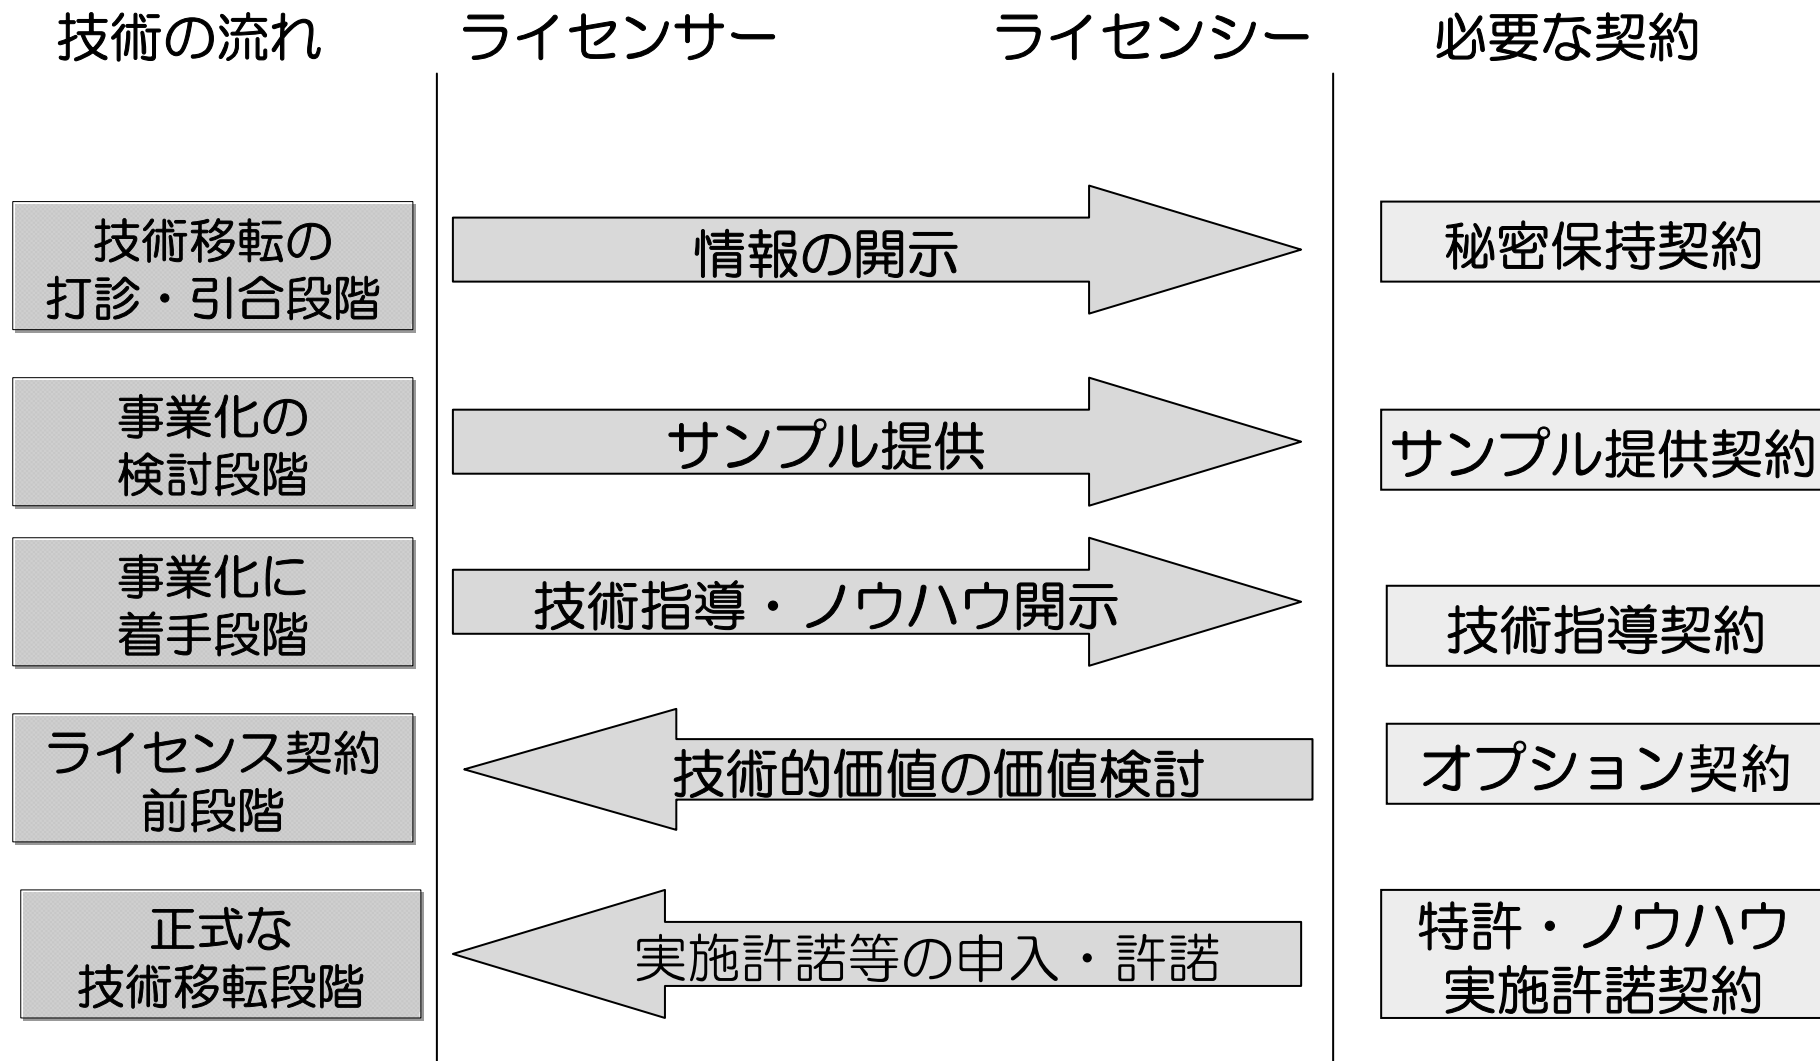 技術の流れ
ライセンサー
ライセンシー
必要な契約
技術移転の
打診・引合段階
情報の開示
秘密保持契約
事業化の
検討段階
サンプル提供
サンプル提供契約
事業化に
着手段階
技術指導・ノウハウ開示
技術指導契約
ライセンス契約
前段階
技術的価値の価値検討
オプション契約
正式な
技術移転段階
実施許諾等の申入・許諾
特許・ノウハウ
実施許諾契約